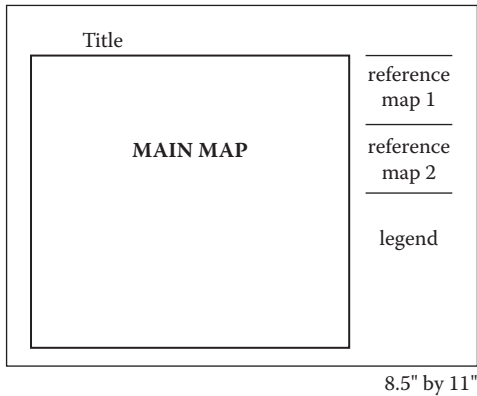 Title
MAIN MAP
reference
map 1
reference
map 2
legend
8.5" by 11"